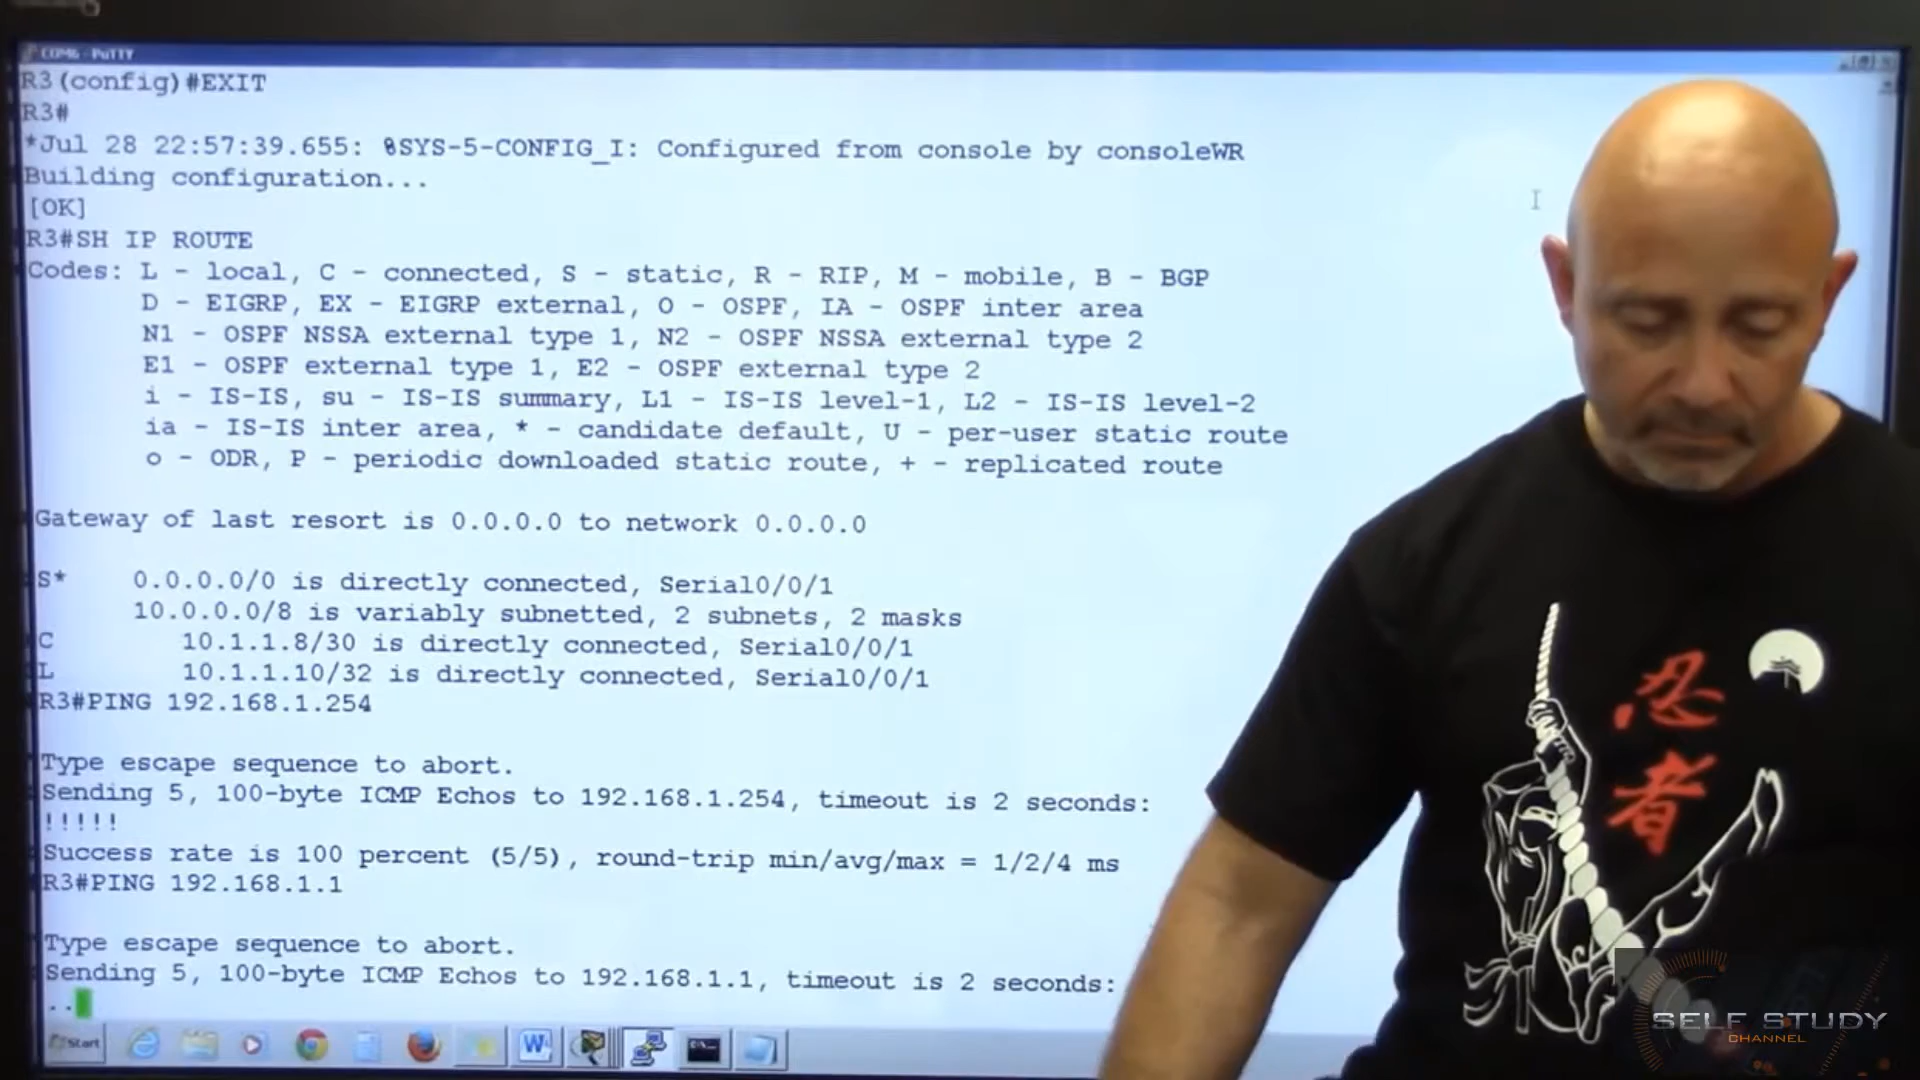 COM6 - PuTTY
R3(config)#EXIT
R3#
*Jul 28 22:57:39.655: %SYS-5-CONFIG_I: Configured from console by consoleWR
Building configuration...
[OK]
R3#SH IP ROUTE
Codes: L - local, C - connected, S - static, R - RIP, M - mobile, B - BGP
D - EIGRP, EX - EIGRP external, O - OSPF, IA - OSPF inter area
N1 - OSPF NSSA external type 1, N2 - OSPF NSSA external type 2
E1 - OSPF external type 1, E2 - OSPF external type 2
i - IS-IS, su - IS-IS summary, L1 - IS-IS level-1, L2 - IS-IS level-2
ia - IS-IS inter area, * - candidate default, U - per-user static route
o - ODR, P - periodic downloaded static route, + - replicated route
Gateway of last resort is 0.0.0.0 to network 0.0.0.0
S* 0.0.0.0/0 is directly connected, Serial0/0/1
10.0.0.0/8 is variably subnetted, 2 subnets, 2 masks
C 10.1.1.8/30 is directly connected, Serial0/0/1
L 10.1.1.10/32 is directly connected, Serial0/0/1
R3#PING 192.168.1.254
Type escape sequence to abort.
Sending 5, 100-byte ICMP Echos to 192.168.1.254, timeout is 2 seconds:
!!!!!
Success rate is 100 percent (5/5), round-trip min/avg/max = 1/2/4 ms
R3#PING 192.168.1.1
Type escape sequence to abort.
Sending 5, 100-byte ICMP Echos to 192.168.1.1, timeout is 2 seconds:
..
Start
忍者
SELF STUDY
CHANNEL